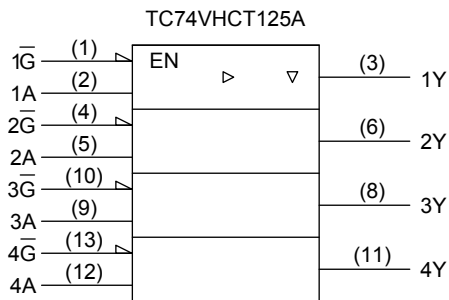 TC74VHCT125A
1G̅ (1) EN
1A (2) (3) 1Y
2G̅ (4)
2A (5) (6) 2Y
3G̅ (10)
3A (9) (8) 3Y
4G̅ (13)
4A (12) (11) 4Y